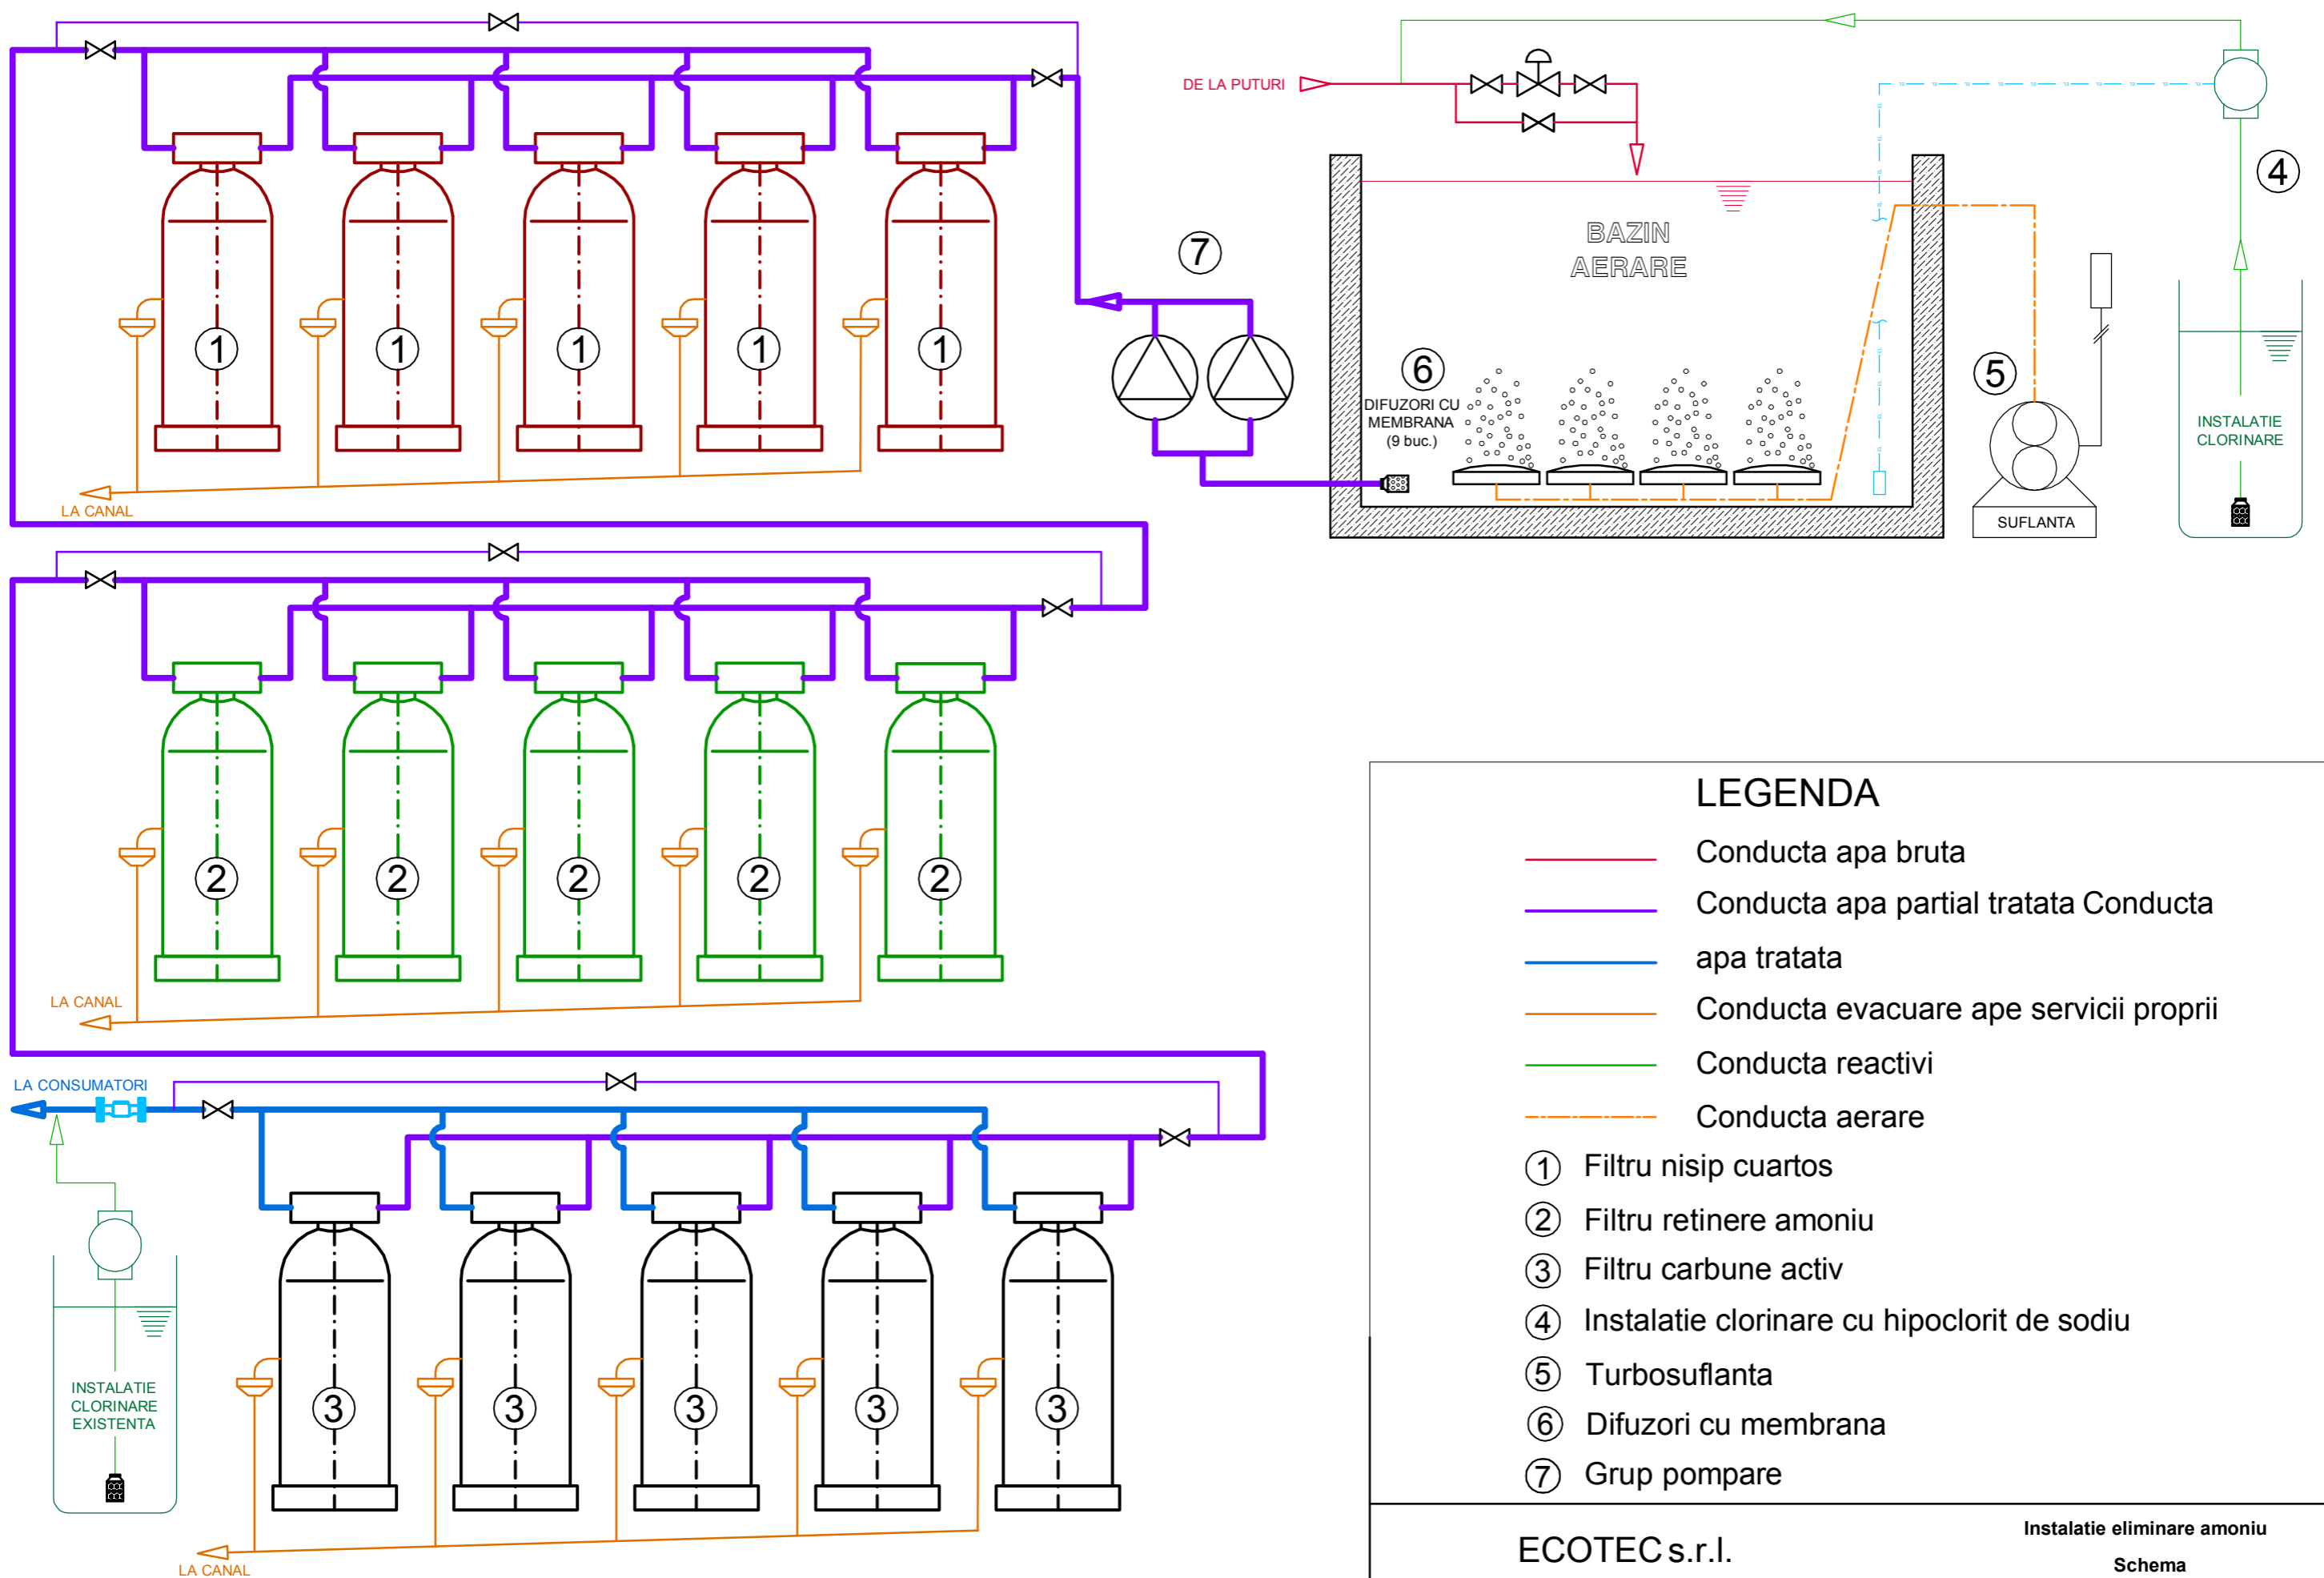 DE LA PUTURI
4
BAZIN
AERARE
7
1
1
1
1
1
6
DIFUZORI CU
MEMBRANA
(9 buc.)
5
INSTALATIE
CLORINARE
SUFLANTA
LA CANAL
2
2
2
2
2
LA CANAL
LA CONSUMATORI
INSTALATIE
CLORINARE
EXISTENTA
3
3
3
3
3
LA CANAL
LEGENDA
Conducta apa bruta
Conducta apa partial tratata Conducta
apa tratata
Conducta evacuare ape servicii proprii
Conducta reactivi
Conducta aerare
1 Filtru nisip cuartos
2 Filtru retinere amoniu
3 Filtru carbune activ
4 Instalatie clorinare cu hipoclorit de sodiu
5 Turbosuflanta
6 Difuzori cu membrana
7 Grup pompare
ECOTEC s.r.l.
Instalatie eliminare amoniu
Schema